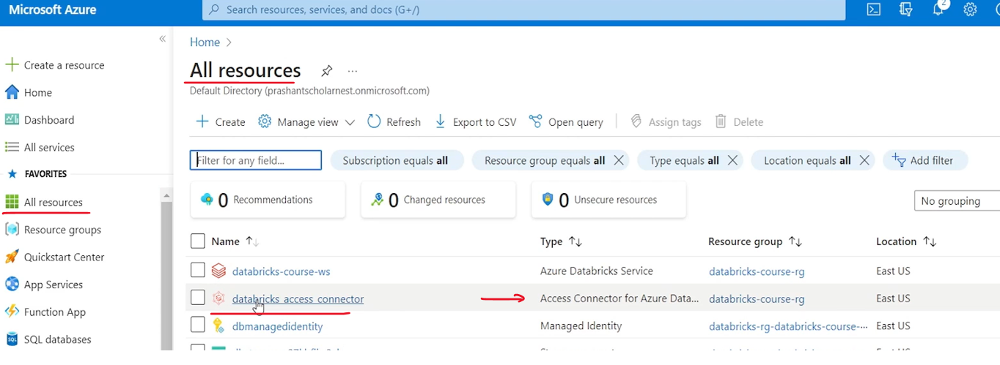 Microsoft Azure
Search resources, services, and docs (G+/)
2
Create a resource
Home
Dashboard
All services
FAVORITES
All resources
Resource groups
Quickstart Center
App Services
Function App
SQL databases
Home >
All resources
Default Directory (prashantscholarnest.onmicrosoft.com)
Create Manage view Refresh Export to CSV Open query Assign tags Delete
Filter for any field... Subscription equals all Resource group equals all Type equals all Location equals all Add filter
0 Recommendations 0 Changed resources 0 Unsecure resources
No grouping
Name Type Resource group Location
databricks-course-ws Azure Databricks Service databricks-course-rg East US
databricks_access_connector Access Connector for Azure Data... databricks-course-rg East US
dbmanagedidentity Managed Identity databricks-rg-databricks-course-... East US